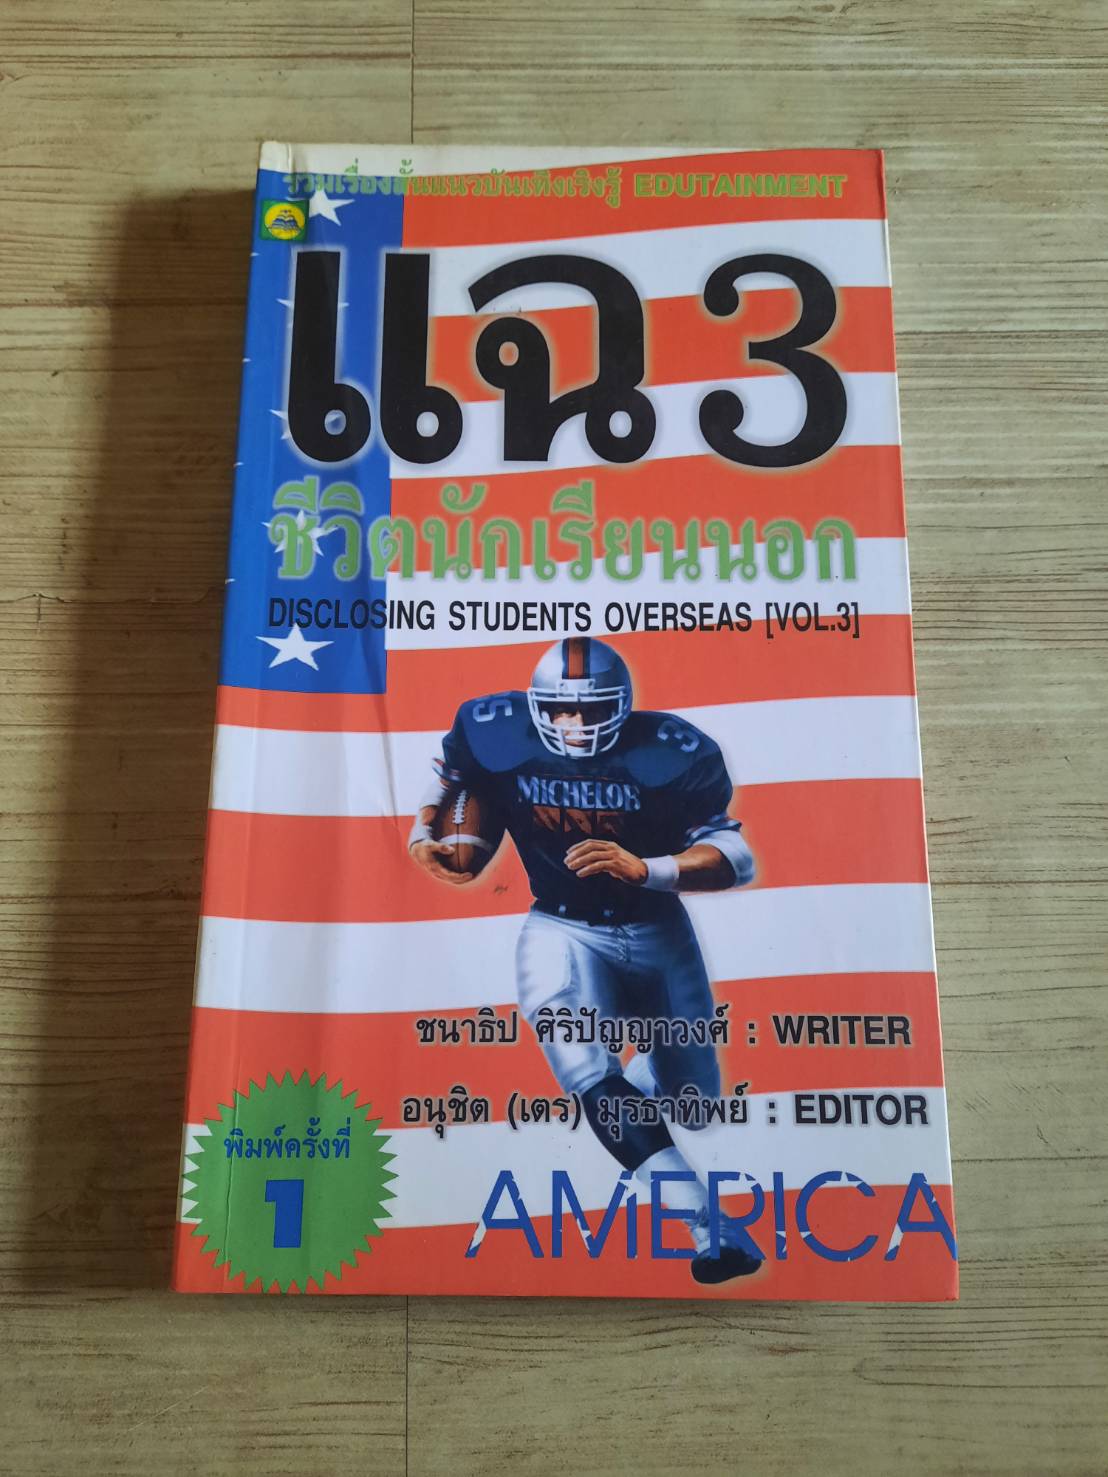 รวมเรื่องสั้นแนวบันเทิงเริงรู้ EDUTAINMENT
แฉ 3
ชีวิตนักเรียนนอก
DISCLOSING STUDENTS OVERSEAS [VOL.3]
3
MICHELOB
ชนาธิป ศิริปัญญาวงศ์ : WRITER
อนุชิต (เตร) มุรธาทิพย์ : EDITOR
พิมพ์ครั้งที่
1
AMERICA